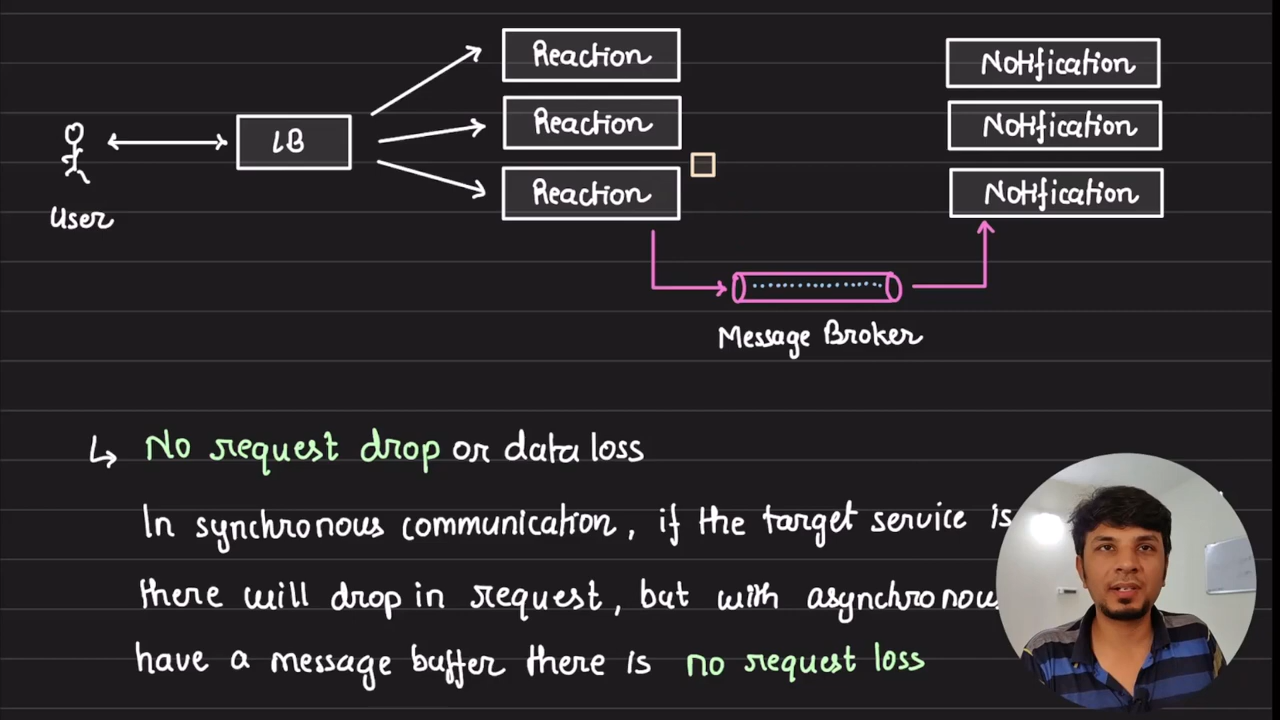 Reaction
Notification
Reaction
Notification
LB
Reaction
Notification
User
Message Broker
↳ No request drop or data loss
In synchronous communication, if the target service is
there will drop in request, but with asynchronous
have a message buffer there is no request loss